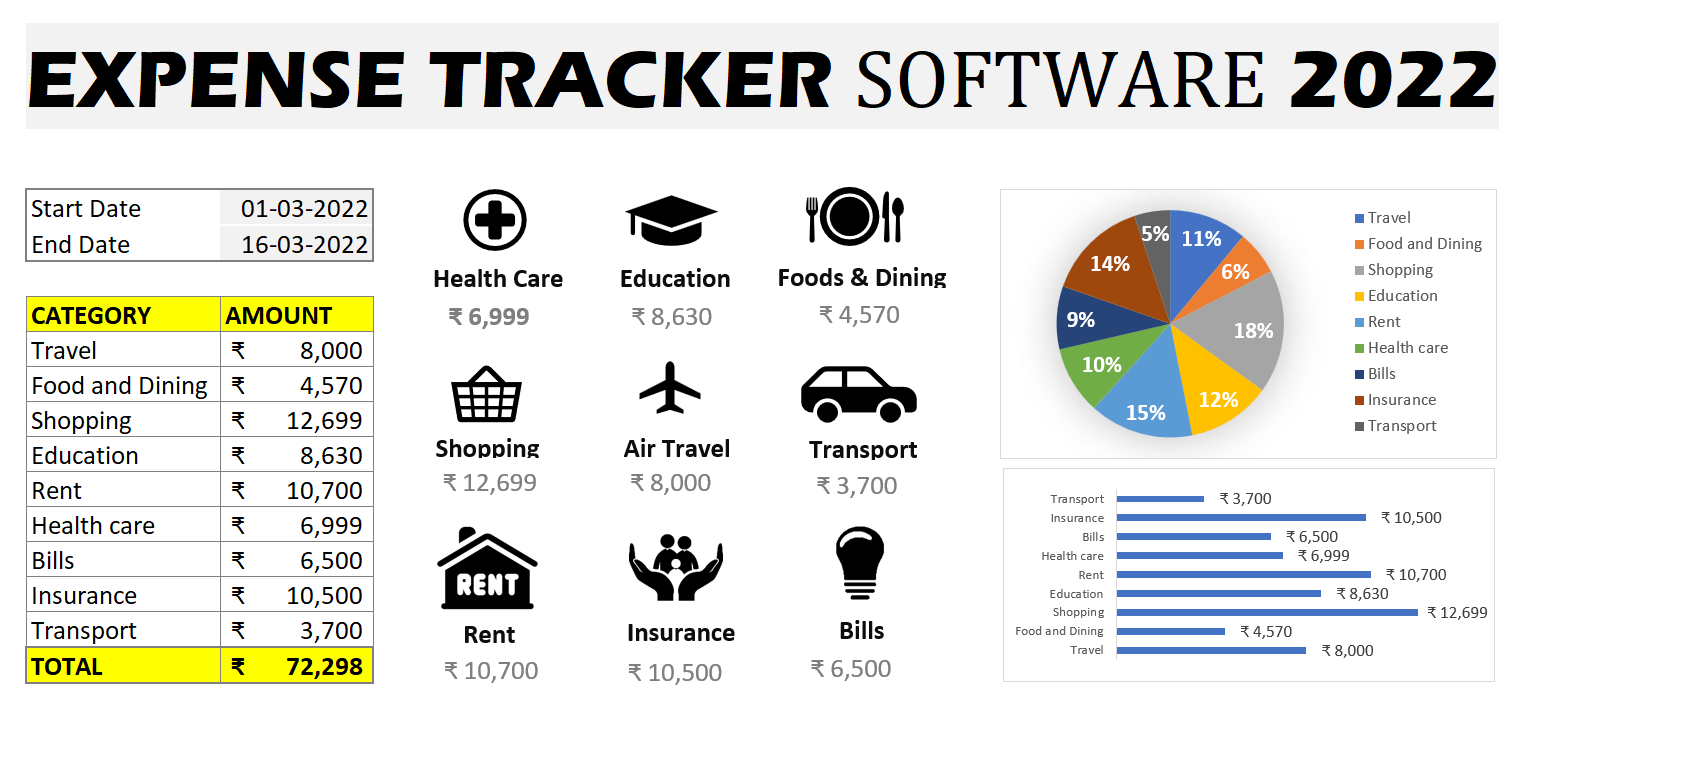 EXPENSE TRACKER SOFTWARE 2022
Start Date 01-03-2022
End Date 16-03-2022
CATEGORY AMOUNT
Travel ₹ 8,000
Food and Dining ₹ 4,570
Shopping ₹ 12,699
Education ₹ 8,630
Rent ₹ 10,700
Health care ₹ 6,999
Bills ₹ 6,500
Insurance ₹ 10,500
Transport ₹ 3,700
TOTAL ₹ 72,298
Health Care Education Foods & Dining
₹ 6,999 ₹ 8,630 ₹ 4,570
Shopping Air Travel Transport
₹ 12,699 ₹ 8,000 ₹ 3,700
RENT
Rent Insurance Bills
₹ 10,700 ₹ 10,500 ₹ 6,500
5% 11%
14% 6%
9% 18%
10%
15% 12%
Travel
Food and Dining
Shopping
Education
Rent
Health care
Bills
Insurance
Transport
Transport ₹ 3,700
Insurance ₹ 10,500
Bills ₹ 6,500
Health care ₹ 6,999
Rent ₹ 10,700
Education ₹ 8,630
Shopping ₹ 12,699
Food and Dining ₹ 4,570
Travel ₹ 8,000